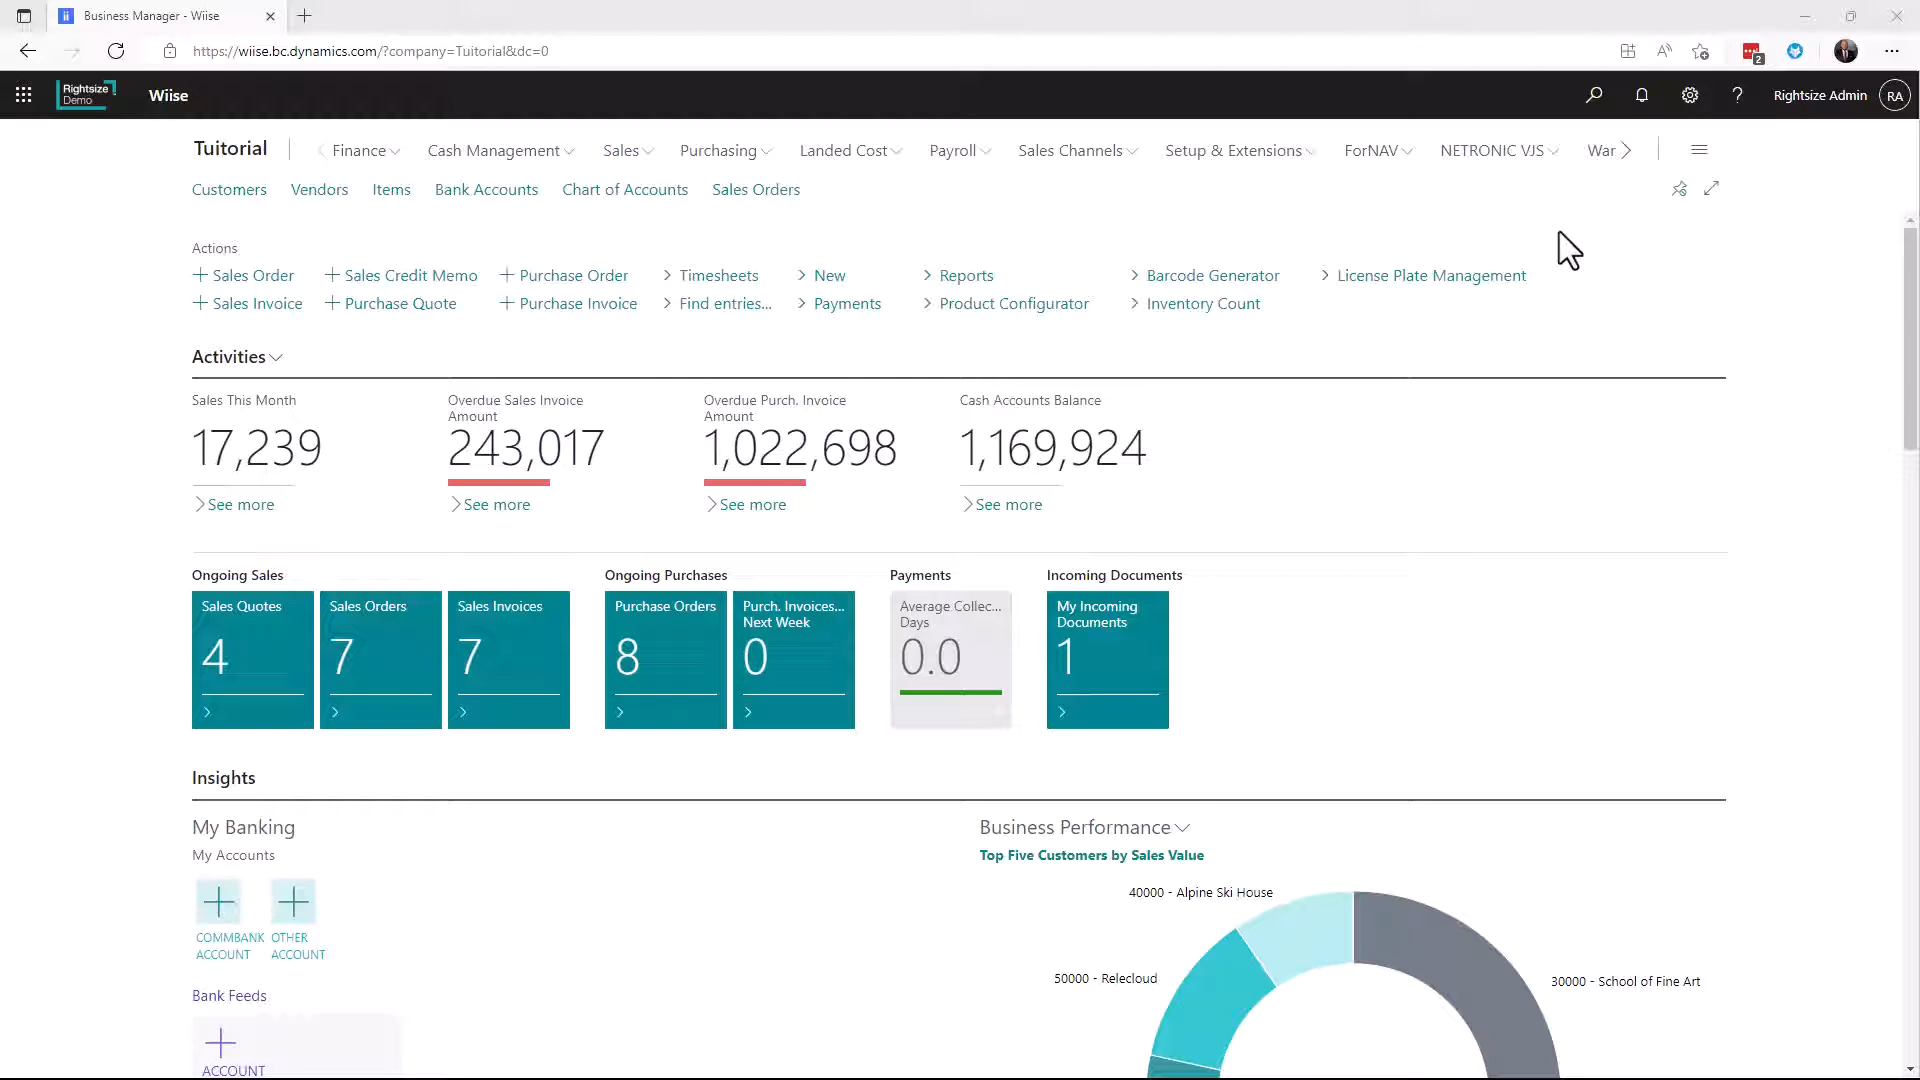 Business Manager - Wiise
https://wiise.bc.dynamics.com/?company=Tuitorial&dc=0
2
Rightsize
Demo
Wiise
Rightsize Admin
RA
Tuitorial
Finance
Cash Management
Sales
Purchasing
Landed Cost
Payroll
Sales Channels
Setup & Extensions
ForNAV
NETRONIC VJS
War
Customers
Vendors
Items
Bank Accounts
Chart of Accounts
Sales Orders
Actions
Sales Order
Sales Credit Memo
Purchase Order
Timesheets
New
Reports
Barcode Generator
License Plate Management
Sales Invoice
Purchase Quote
Purchase Invoice
Find entries...
Payments
Product Configurator
Inventory Count
Activities
Sales This Month
17,239
See more
Overdue Sales Invoice
Amount
243,017
See more
Overdue Purch. Invoice
Amount
1,022,698
See more
Cash Accounts Balance
1,169,924
See more
Ongoing Sales
Sales Quotes
4
Sales Orders
7
Sales Invoices
7
Ongoing Purchases
Purchase Orders
8
Purch. Invoices...
Next Week
0
Payments
Average Collec...
Days
0.0
Incoming Documents
My Incoming
Documents
1
Insights
My Banking
My Accounts
COMMBANK
ACCOUNT
OTHER
ACCOUNT
Bank Feeds
ACCOUNT
Business Performance
Top Five Customers by Sales Value
40000 - Alpine Ski House
50000 - Relecloud
30000 - School of Fine Art